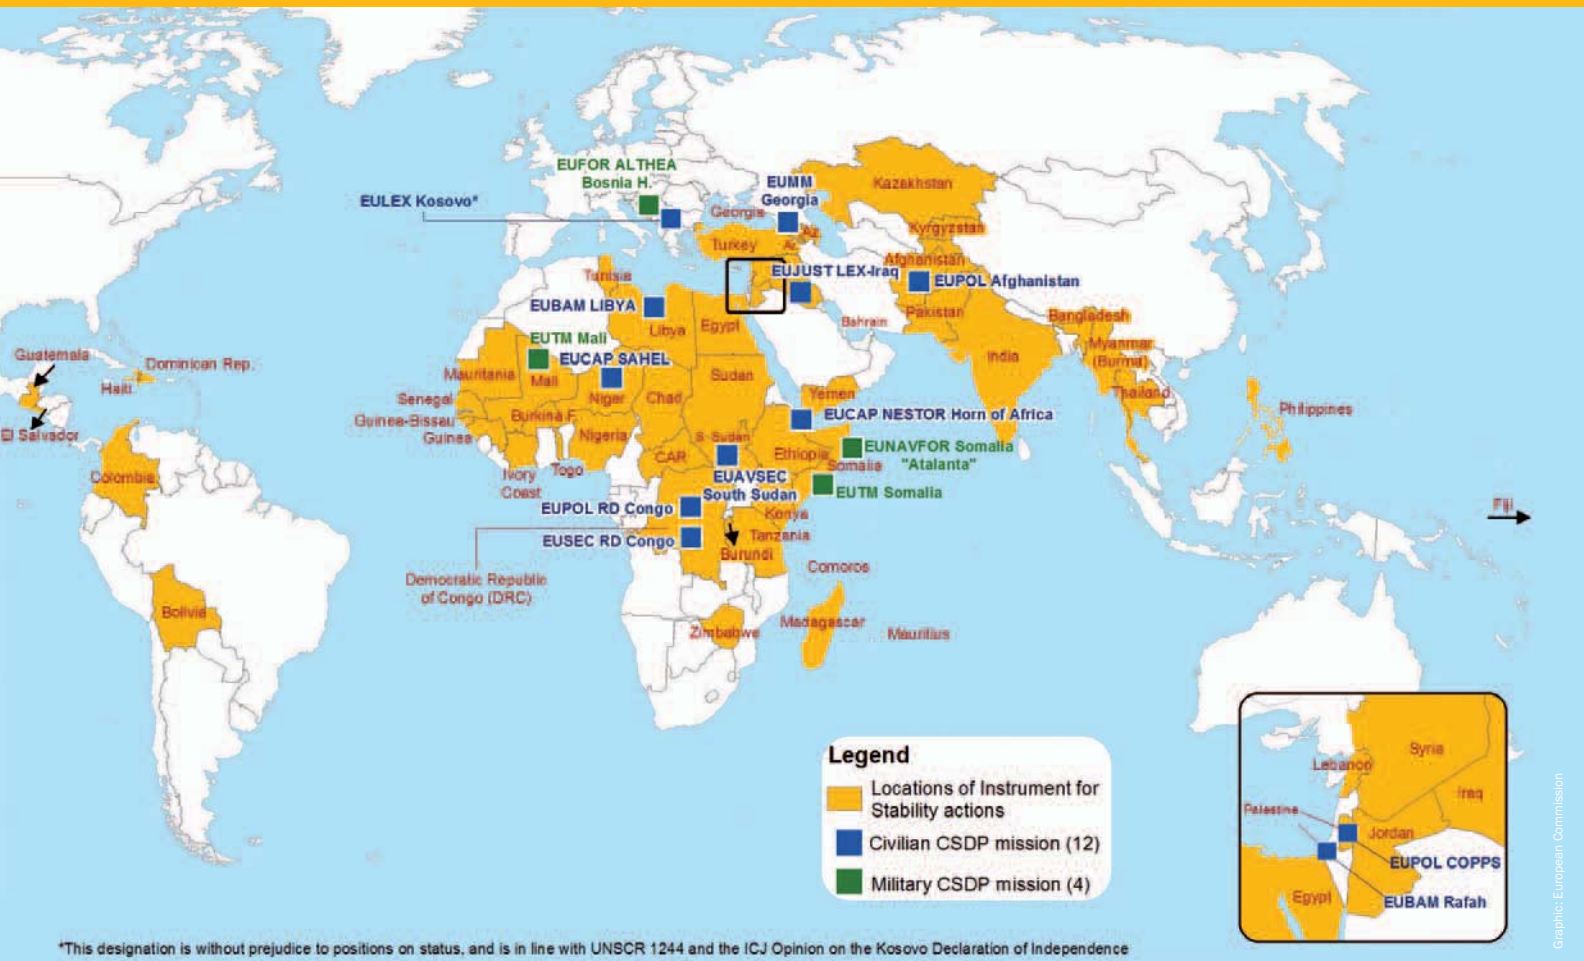 EUFOR ALTHEA
Bosnia H.
EULEX Kosovo*
EUMM
Georgia
Georgia
Kazakhstan
Az.
Ar.
Kyrgyzstan
Turkey
Tunisia
EUJUST LEX-Iraq
Afghanistan
EUPOL Afghanistan
EUBAM LIBYA
Libya
Egypt
Bahrain
Pakistan
Bangladesh
EUTM Mali
EUCAP SAHEL
India
Myanmar
(Burma)
Guatemala
Dominican Rep.
Haiti
Mauritania
Mali
Niger
Chad
Sudan
Yemen
Thailand
Senegal
Guinea-Bissau
Guinea
Burkina F.
Nigeria
EUCAP NESTOR Horn of Africa
Philippines
El Salvador
Colombia
Ivory
Coast
Togo
CAR
S. Sudan
Ethiopia
Somalia
EUNAVFOR Somalia
"Atalanta"
EUAVSEC
South Sudan
EUTM Somalia
EUPOL RD Congo
Kenya
Fiji
EUSEC RD Congo
Tanzania
Burundi
Democratic Republic
of Congo (DRC)
Comoros
Bolivia
Zimbabwe
Madagascar
Mauritius
Legend
Locations of Instrument for
Stability actions
Civilian CSDP mission (12)
Military CSDP mission (4)
Syria
Lebanon
Iraq
Palestine
Jordan
EUPOL COPPS
Egypt
EUBAM Rafah
Graphic: European Commission
*This designation is without prejudice to positions on status, and is in line with UNSCR 1244 and the ICJ Opinion on the Kosovo Declaration of Independence